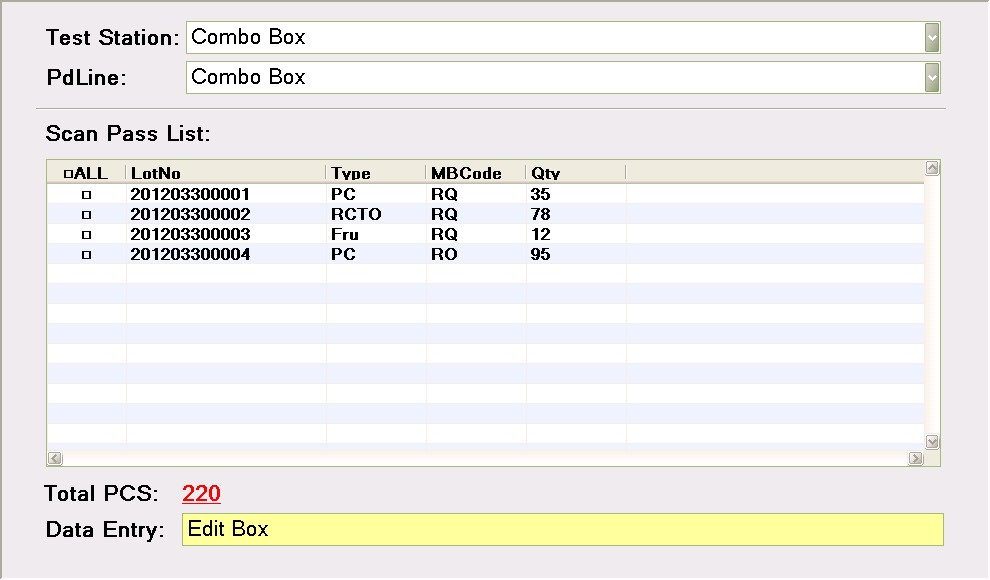 Test Station: Combo Box
PdLine: Combo Box
Scan Pass List:
ALL LotNo Type MBCode Qty
201203300001 PC RQ 35
201203300002 RCTO RQ 78
201203300003 Fru RQ 12
201203300004 PC RO 95
Total PCS: 220
Data Entry: Edit Box